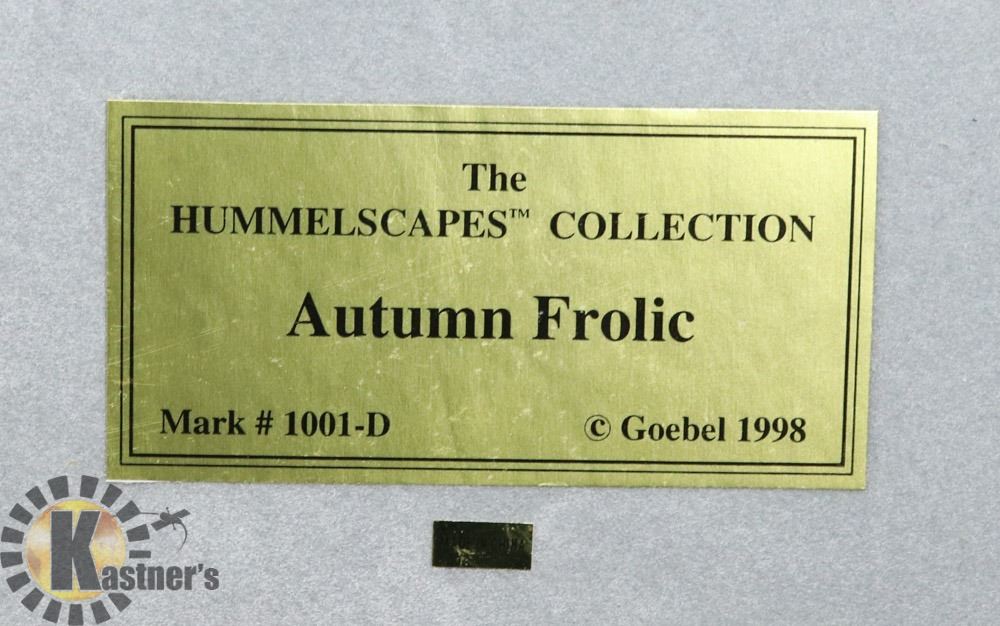 The
HUMMELSCAPES™ COLLECTION
Autumn Frolic
Mark # 1001-D
© Goebel 1998
Kastner's